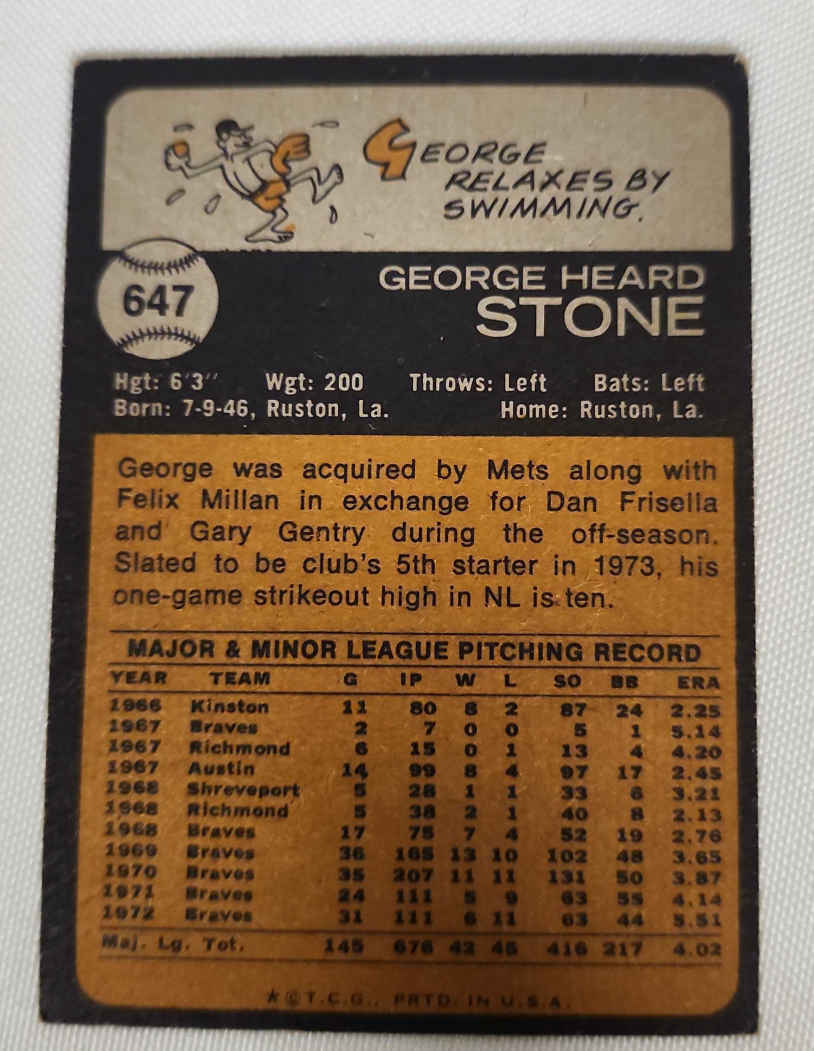 GEORGE
RELAXES BY
SWIMMING.
647
GEORGE HEARD
STONE
Hgt: 6'3" Wgt: 200 Throws: Left Bats: Left
Born: 7-9-46, Ruston, La. Home: Ruston, La.
George was acquired by Mets along with
Felix Millan in exchange for Dan Frisella
and Gary Gentry during the off-season.
Slated to be club's 5th starter in 1973, his
one-game strikeout high in NL is ten.
MAJOR & MINOR LEAGUE PITCHING RECORD
YEAR TEAM G IP W L SO BB ERA
1966 Kinston 11 80 8 2 87 24 2.25
1967 Braves 2 7 0 0 5 1 5.14
1967 Richmond 6 15 0 1 13 4 4.20
1967 Austin 14 99 8 4 97 17 2.45
1968 Shreveport 5 28 1 1 33 6 3.21
1968 Richmond 5 38 2 1 40 8 2.13
1968 Braves 17 75 7 4 52 19 2.76
1969 Braves 36 165 13 10 102 48 3.65
1970 Braves 35 207 11 11 131 50 3.87
1971 Braves 24 111 6 9 63 55 4.14
1972 Braves 31 111 6 11 63 44 5.51
Maj. Lg. Tot. 145 676 42 45 416 217 4.02
★©T.C.G., PRTD. IN U.S.A.